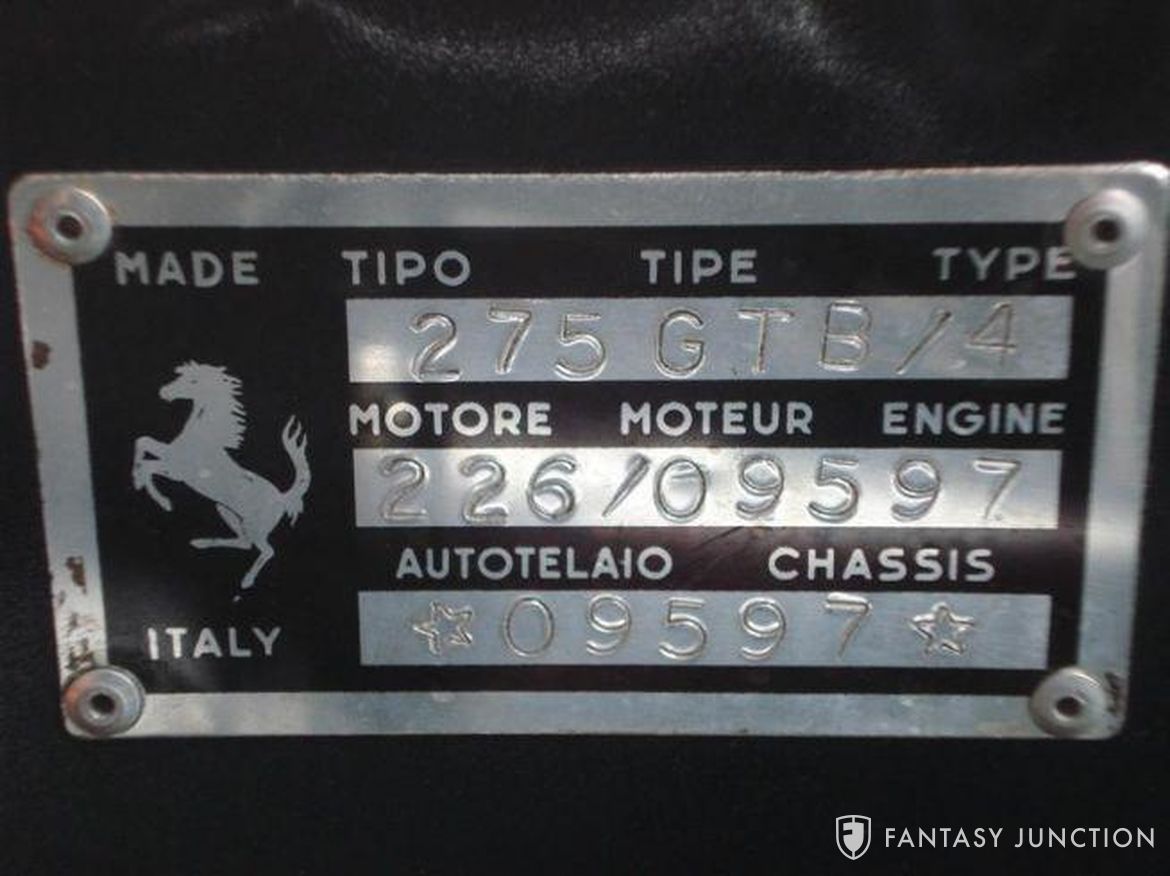 MADE TIPO TIPE TYPE
275 GTB/4
MOTORE MOTEUR ENGINE
226/09597
AUTOTELAIO CHASSIS
☆09597☆
ITALY
FANTASY JUNCTION